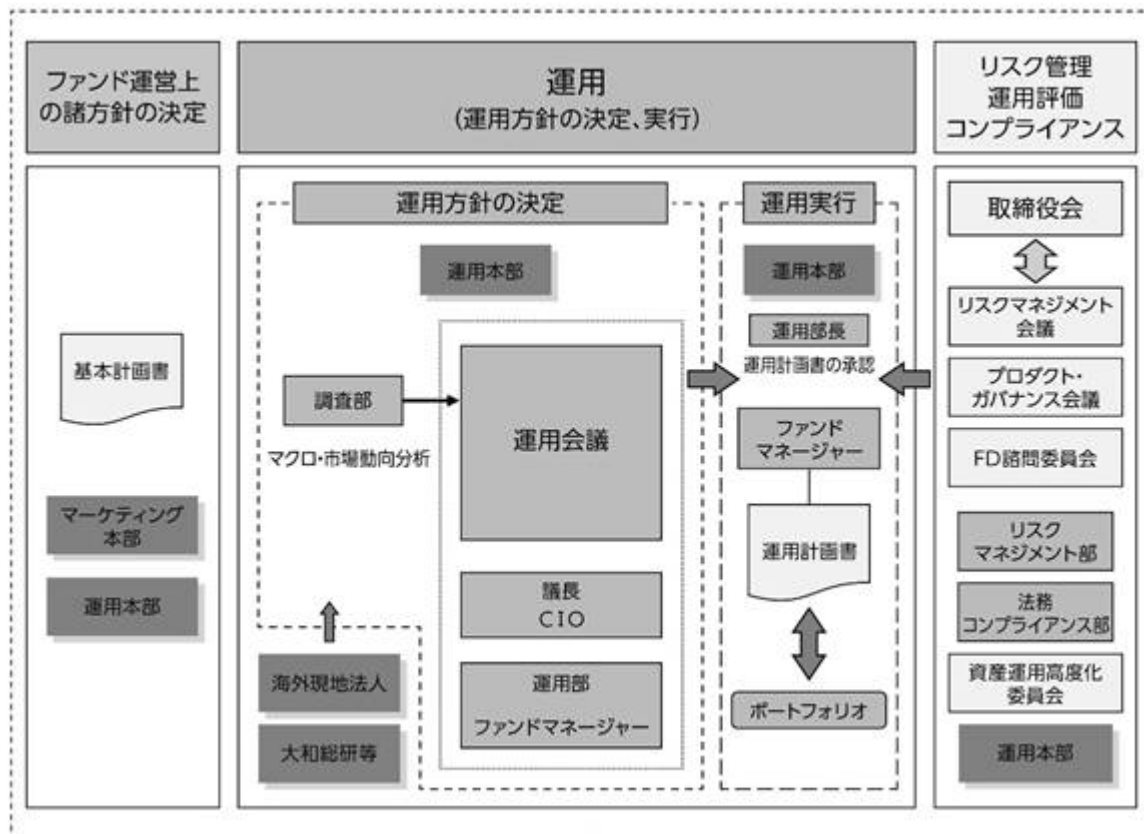 ファンド運営上
の諸方針の決定
運用
(運用方針の決定、実行)
リスク管理
運用評価
コンプライアンス
基本計画書
マーケティング
本部
運用本部
運用方針の決定
運用本部
調査部
マクロ・市場動向分析
運用会議
議長
CIO
運用部
ファンドマネージャー
海外現地法人
大和総研等
運用実行
運用本部
運用部長
運用計画書の承認
ファンド
マネージャー
運用計画書
ポートフォリオ
取締役会
リスクマネジメント
会議
プロダクト・
ガバナンス会議
FD諮問委員会
リスク
マネジメント部
法務
コンプライアンス部
資産運用高度化
委員会
運用本部